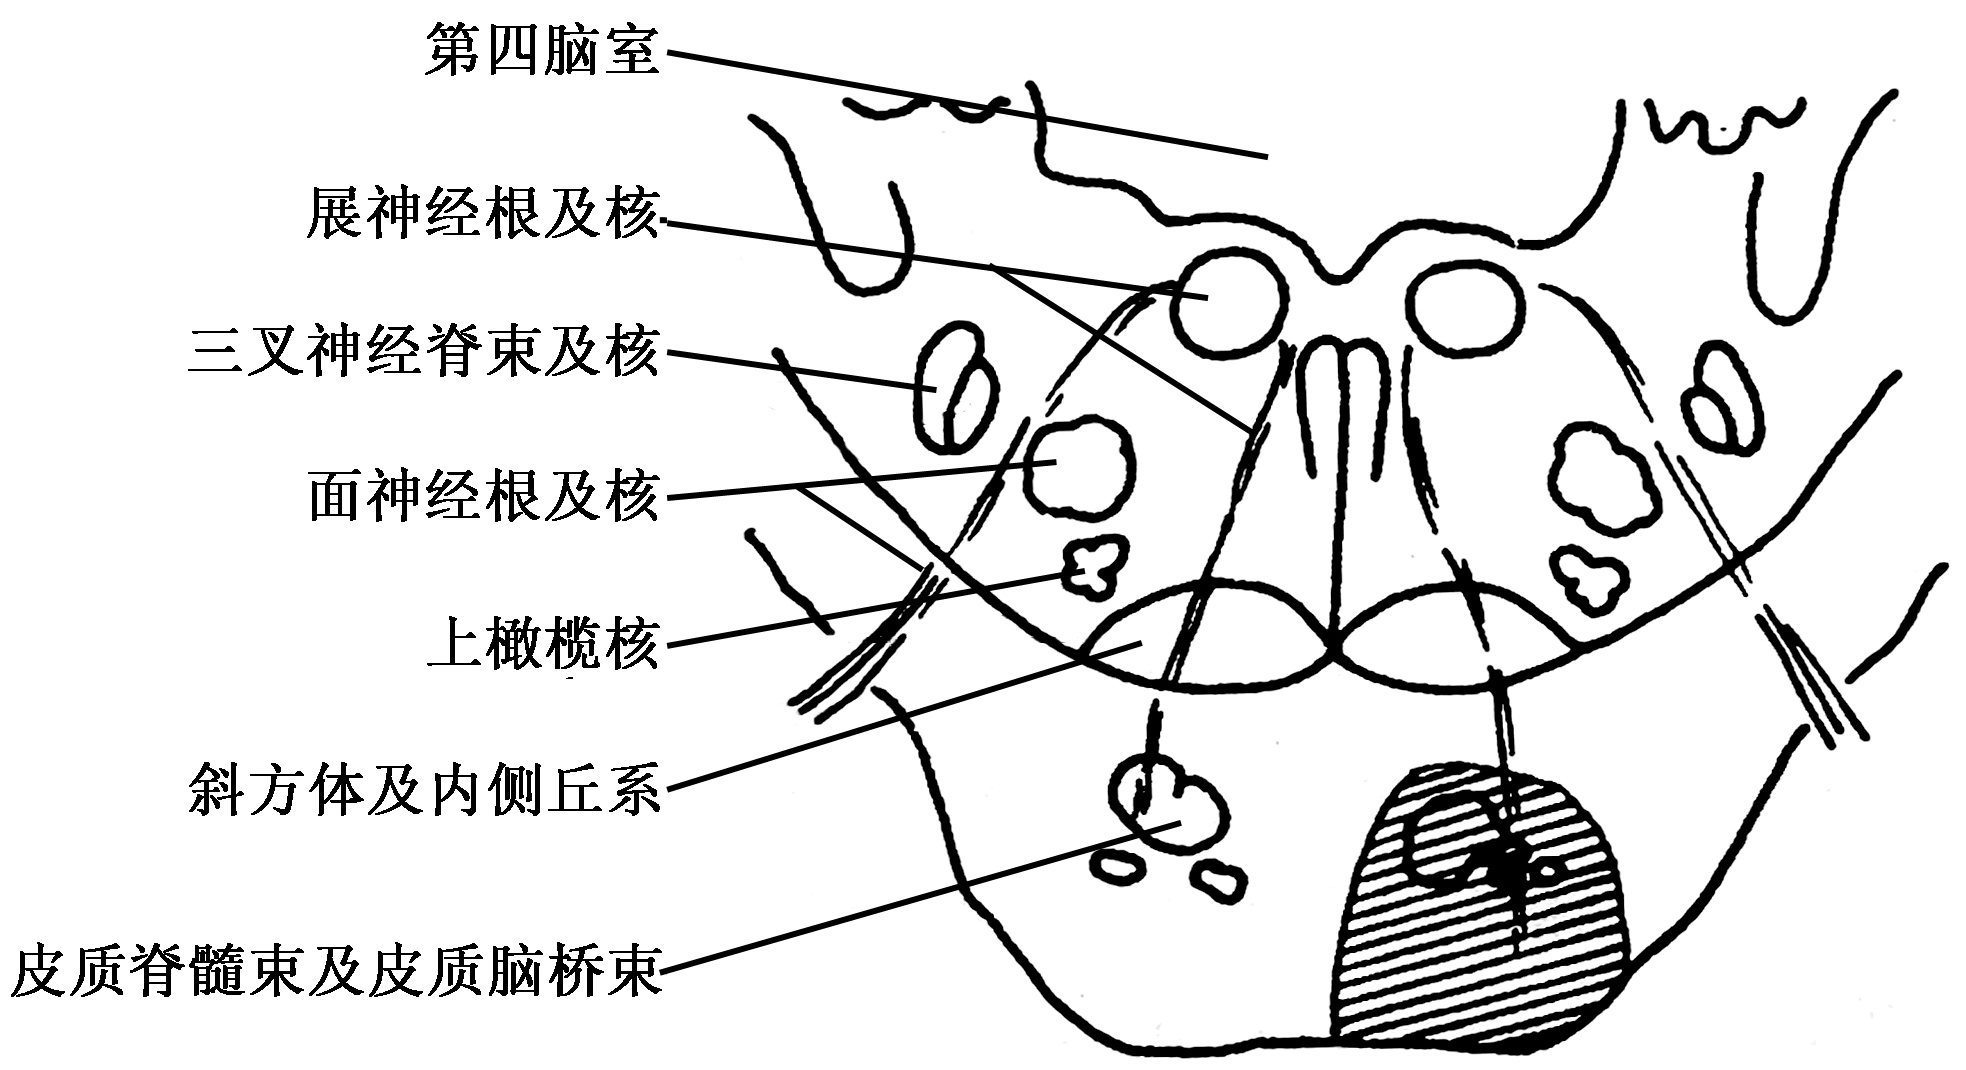 第四脑室
展神经根及核
三叉神经脊束及核
面神经根及核
上橄榄核
斜方体及内侧丘系
皮质脊髓束及皮质脑桥束